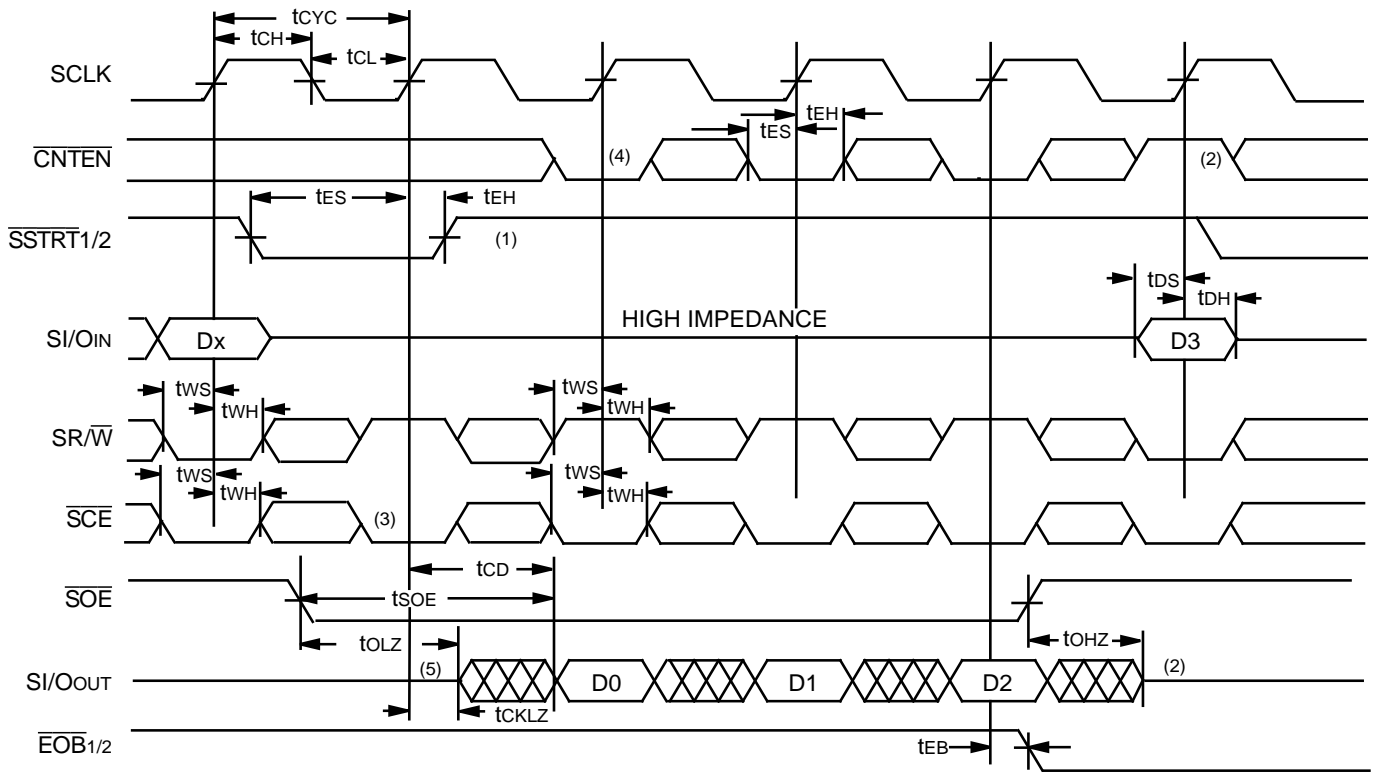 tCYC
tCH
tCL
SCLK
tEH
tES
CNTEN
(4)
(2)
tES
tEH
SSTRT1/2
(1)
tDS
tDH
HIGH IMPEDANCE
SI/OIN
Dx
D3
tWS
tWS
tWH
tWH
SR/W
tWS
tWS
tWH
tWH
SCE
(3)
tCD
SOE
tSOE
tOLZ
tOHZ
(5)
(2)
SI/OOUT
D0
D1
D2
tCKLZ
EOB1/2
tEB